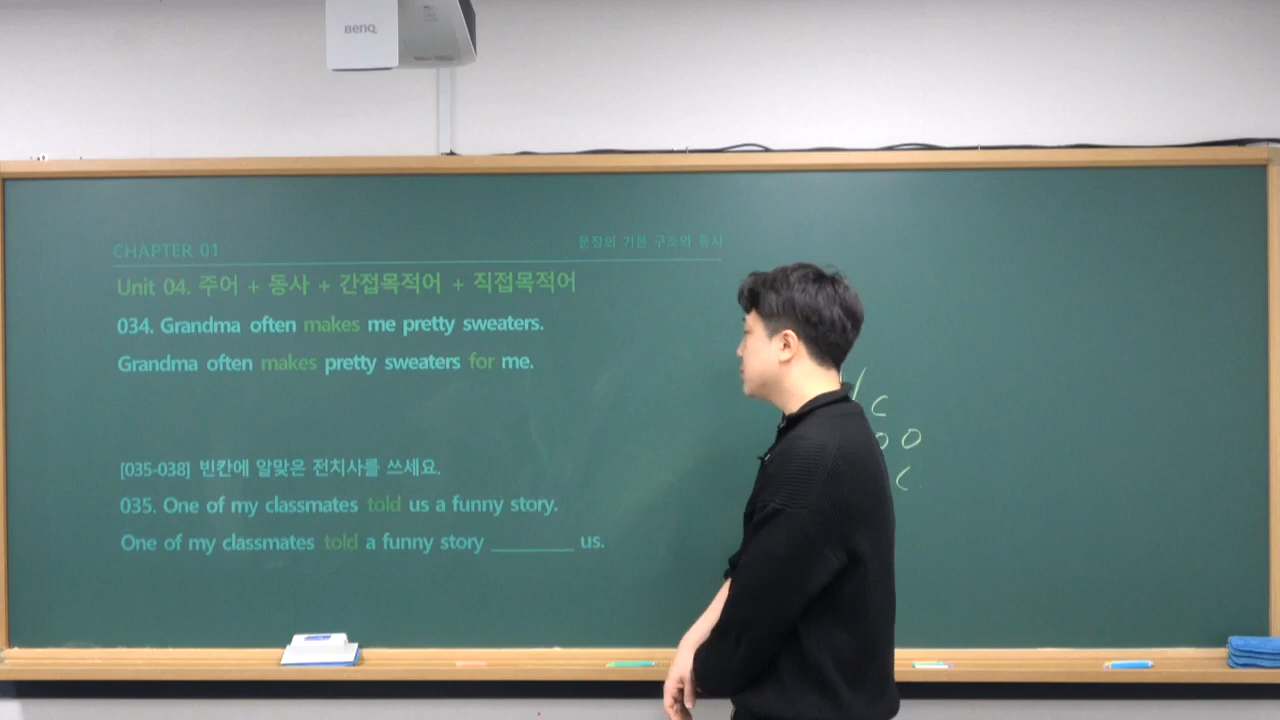 BenQ
CHAPTER 01
문장의 기본 구조와 동사
Unit 04. 주어 + 동사 + 간접목적어 + 직접목적어
034. Grandma often makes me pretty sweaters.
Grandma often makes pretty sweaters for me.
[035-038] 빈칸에 알맞은 전치사를 쓰세요.
035. One of my classmates told us a funny story.
One of my classmates told a funny story ________ us.
C
O O
C